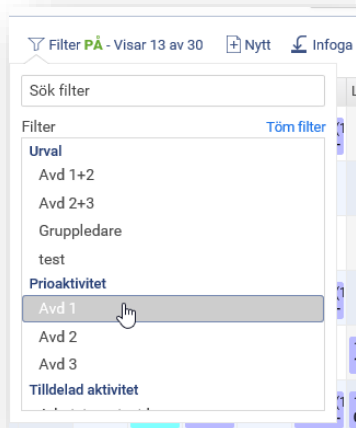 Filter PÅ - Visar 13 av 30 Nytt Infoga
Sök filter
Filter Töm filter
Urval
Avd 1+2
Avd 2+3
Gruppledare
test
Prioaktivitet
Avd 1
Avd 2
Avd 3
Tilldelad aktivitet